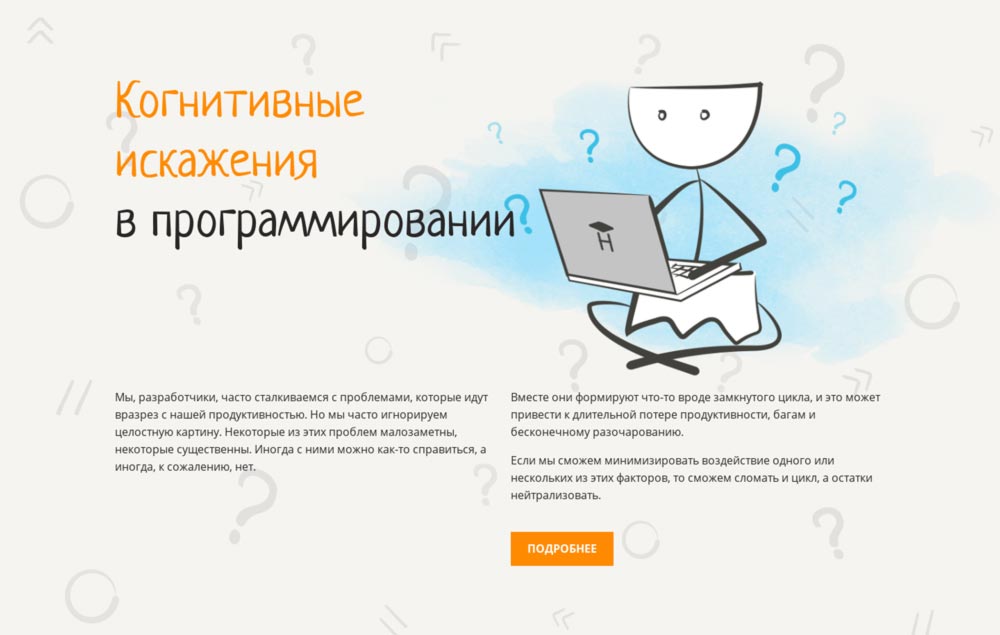 Когнитивные
искажения
в программировании
H
Мы, разработчики, часто сталкиваемся с проблемами, которые идут
вразрез с нашей продуктивностью. Но мы часто игнорируем
целостную картину. Некоторые из этих проблем малозаметны,
некоторые существенны. Иногда с ними можно как-то справиться, а
иногда, к сожалению, нет.
Вместе они формируют что-то вроде замкнутого цикла, и это может
привести к длительной потере продуктивности, багам и
бесконечному разочарованию.
Если мы сможем минимизировать воздействие одного или
нескольких из этих факторов, то сможем сломать и цикл, а остатки
нейтрализовать.
ПОДРОБНЕЕ